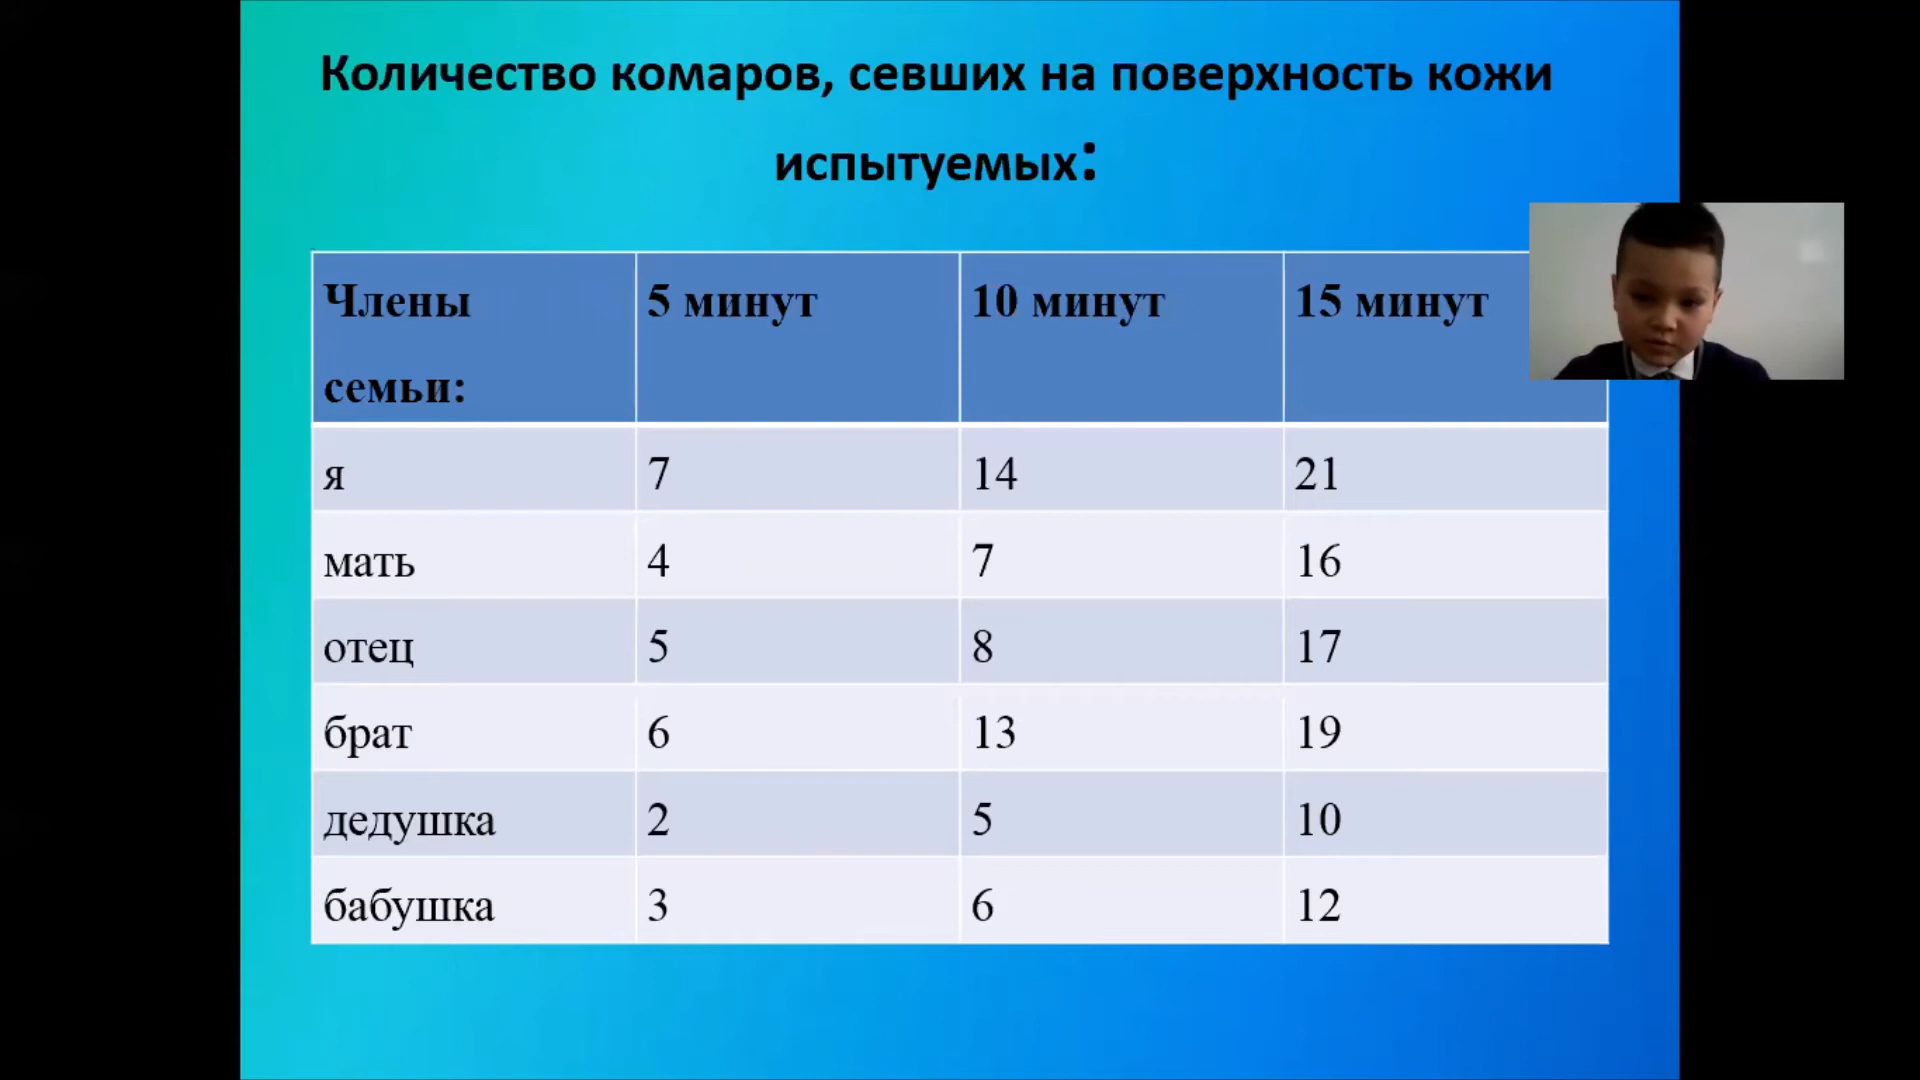 Количество комаров, севших на поверхность кожи
испытуемых:
Члены семьи: 5 минут 10 минут 15 минут
я 7 14 21
мать 4 7 16
отец 5 8 17
брат 6 13 19
дедушка 2 5 10
бабушка 3 6 12